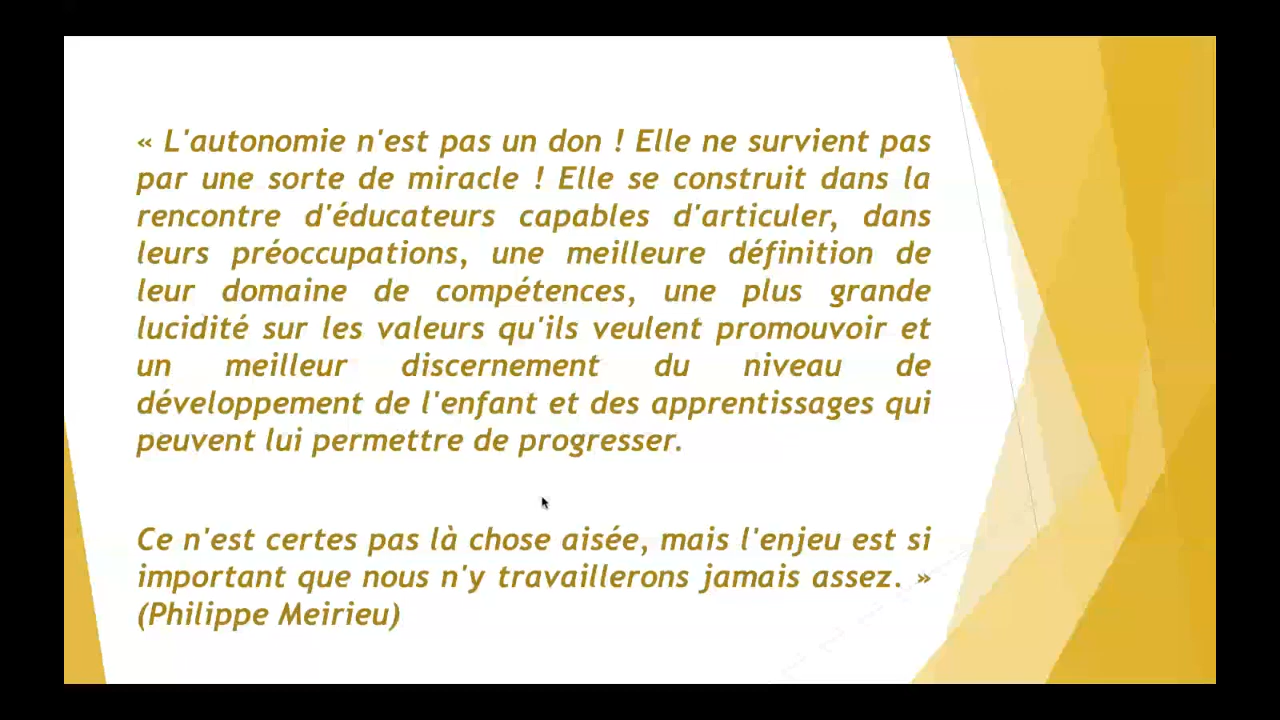 « L'autonomie n'est pas un don ! Elle ne survient pas
par une sorte de miracle ! Elle se construit dans la
rencontre d'éducateurs capables d'articuler, dans
leurs préoccupations, une meilleure définition de
leur domaine de compétences, une plus grande
lucidité sur les valeurs qu'ils veulent promouvoir et
un meilleur discernement du niveau de
développement de l'enfant et des apprentissages qui
peuvent lui permettre de progresser.
Ce n'est certes pas là chose aisée, mais l'enjeu est si
important que nous n'y travaillerons jamais assez. »
(Philippe Meirieu)